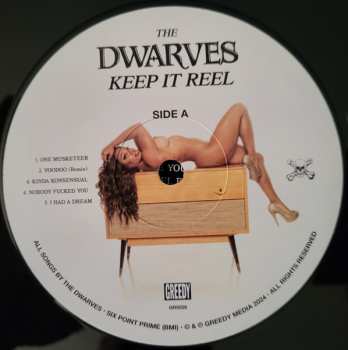 THE
DWARVES
KEEP IT REEL
SIDE A
1. ONE MUSKETEER
2. VOODOO (Remix)
3. KINDA KONSENSUAL
4. NOBODY FUCKED YOU
5. I HAD A DREAM
YOU
GREEDY
ALL SONGS BY THE DWARVES - SIX POINT PRIME (BMI) - © & ℗ GREEDY MEDIA 2024 - ALL RIGHTS RESERVED